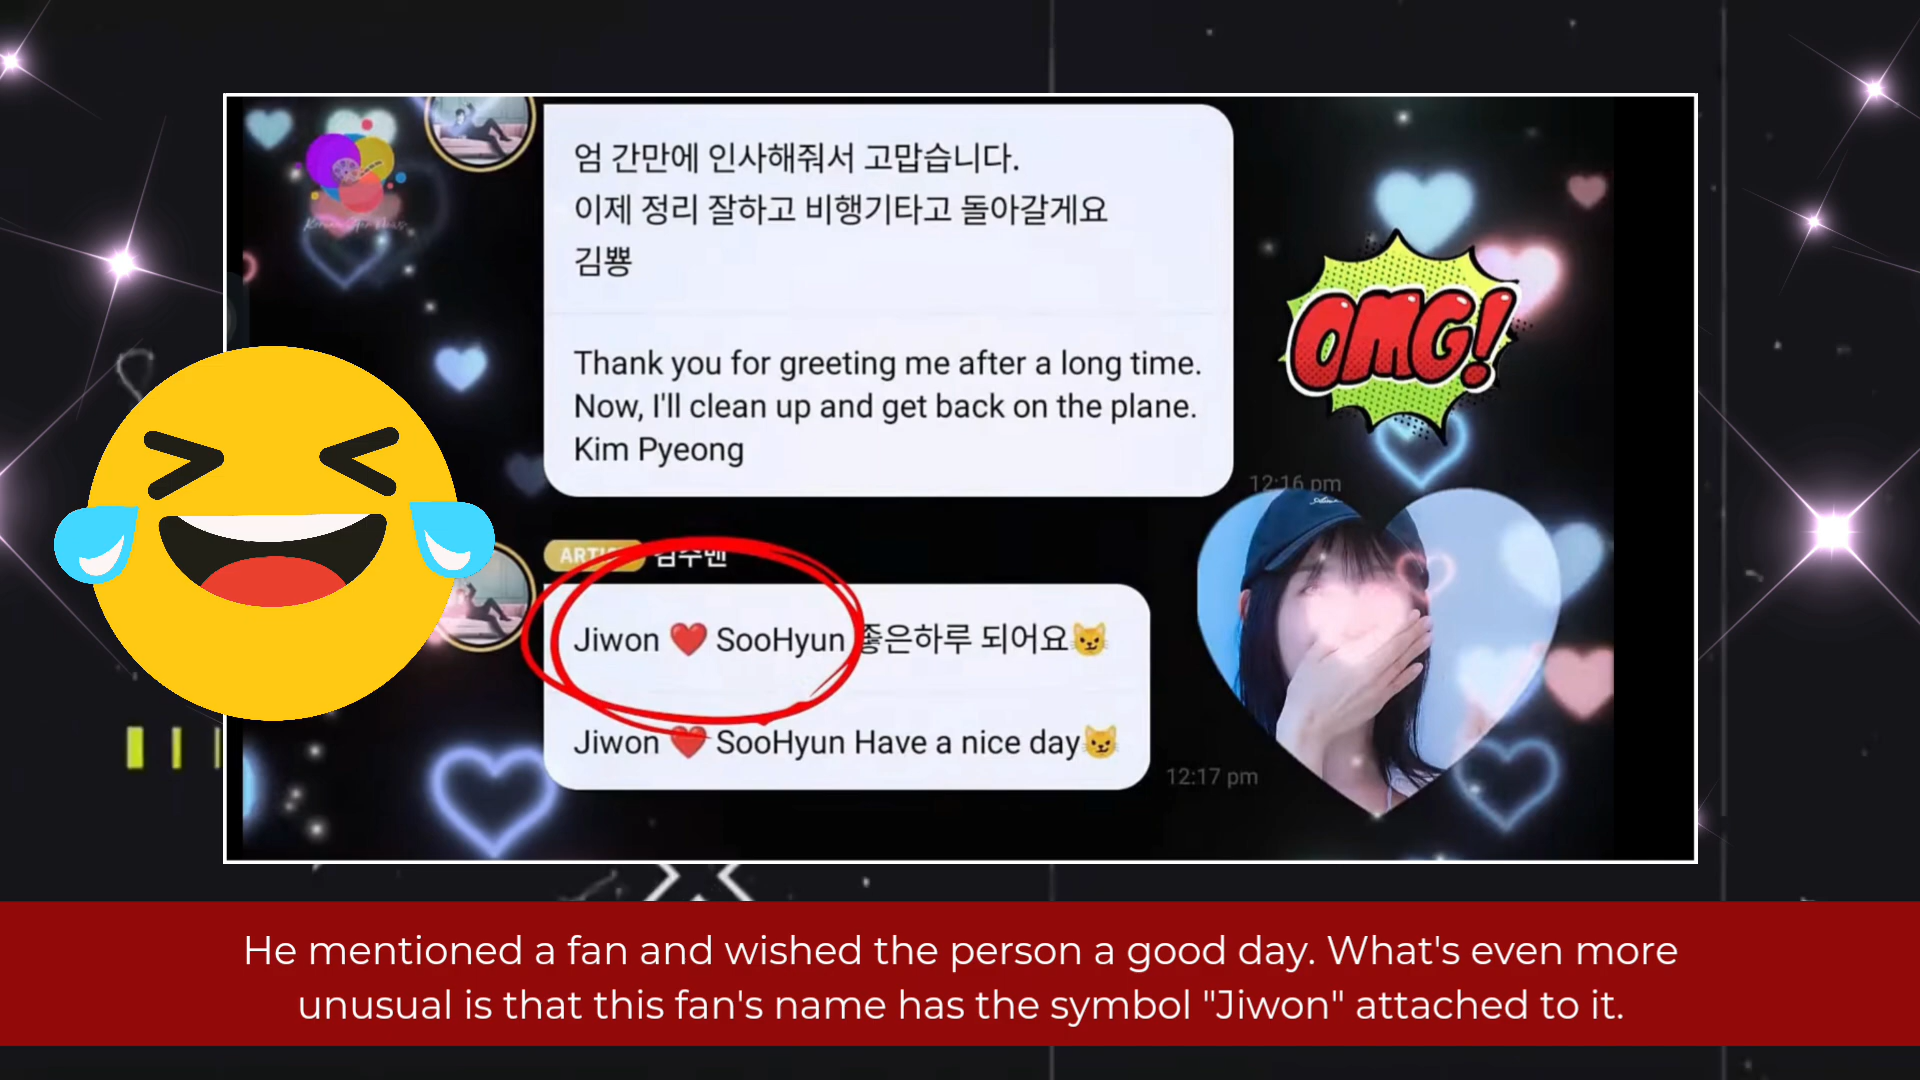 엄 간만에 인사해줘서 고맙습니다.
이제 정리 잘하고 비행기타고 돌아갈게요
김뿅
Thank you for greeting me after a long time.
Now, I'll clean up and get back on the plane.
Kim Pyeong
12:16 pm
OMG!
Jiwon ❤️ SooHyun 좋은하루 되어요😼
Jiwon ❤️ SooHyun Have a nice day😼
12:17 pm
He mentioned a fan and wished the person a good day. What's even more
unusual is that this fan's name has the symbol "Jiwon" attached to it.